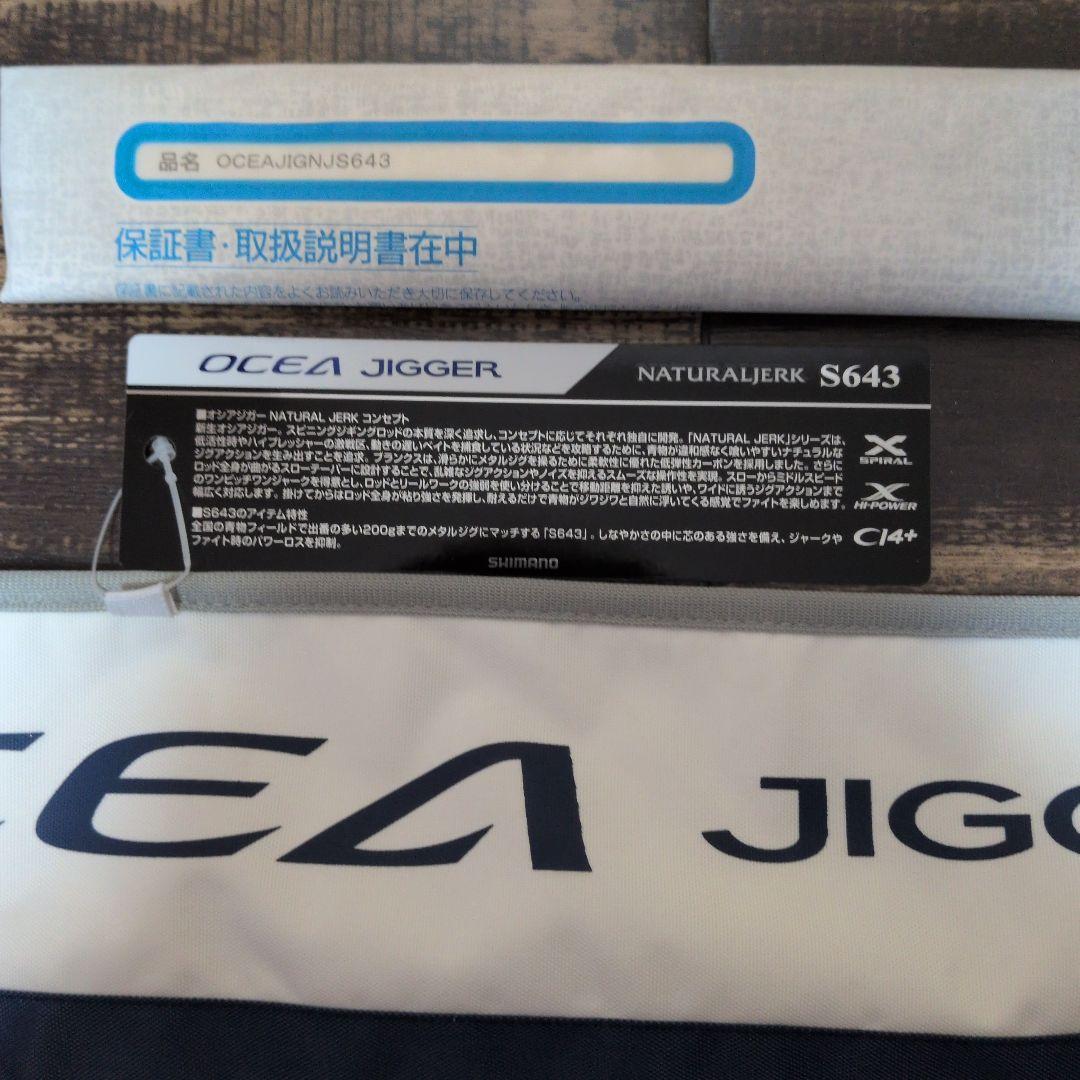 品名 OCEAJIGNJS643
保証書・取扱説明書在中
保証書に記載された内容をよくお読みいただき大切に保存してください。
OCEA JIGGER NATURALJERK S643
■オシアジガー NATURAL JERK コンセプト
新生オシアジガー。スピニングジギングロッドの本質を深く追求し、コンセプトに応じてそれぞれ独自に開発。「NATURAL JERK」シリーズは、
低活性時やハイプレッシャーの激戦区、動きの遅いベイトを捕食している状況などを攻略するために、青物が違和感なく喰いやすいナチュラルな
ジグアクションを生み出すことを追求。ブランクスは、滑らかにメタルジグを操るために柔軟性に優れた低弾性カーボンを採用しました。さらに
ロッド全身が曲がるスローテーパーに設計することで、乱雑なジグアクションやノイズを抑えるスムーズな操作性を実現。スローからミドルスピード
のワンピッチワンジャークを得意とし、ロッドとリールワークの強弱を使い分けることで移動距離を抑えた誘いや、ワイドに誘うジグアクションまで
幅広く対応します。掛けてからはロッド全身が粘り強さを発揮し、耐えるだけで青物がジワジワと自然に浮いてくる感覚でファイトを楽しめます。
■S643のアイテム特性
全国の青物フィールドで出番の多い200gまでのメタルジグにマッチする「S643」。しなやかさの中に芯のある強さを備え、ジャークや
ファイト時のパワーロスを抑制。
X
SPIRAL
X
HI-POWER
CI4+
SHIMANO
CEA JIGG